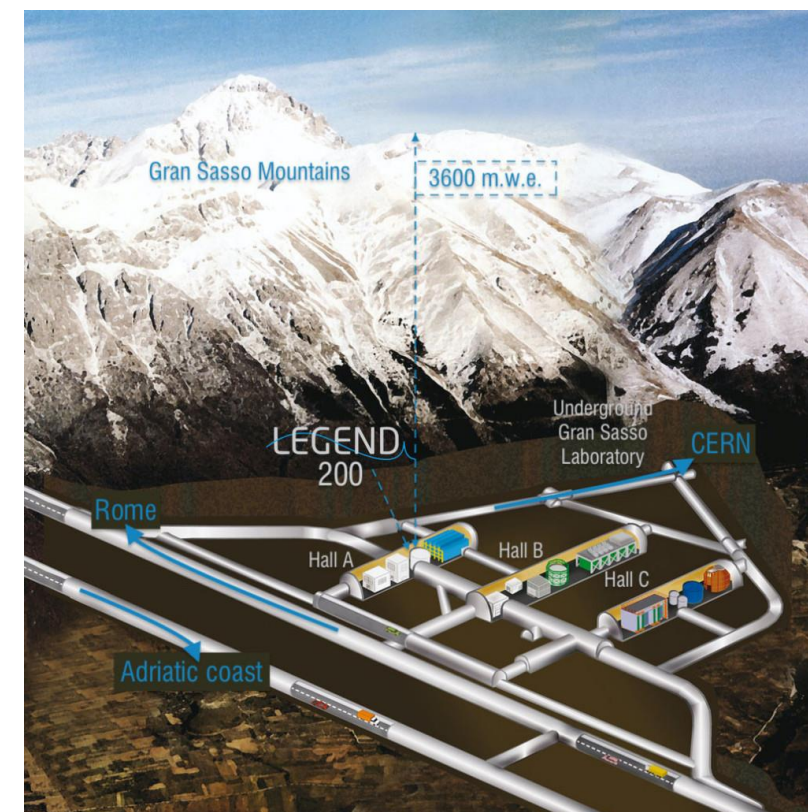 Gran Sasso Mountains
3600 m.w.e.
LEGEND
200
Underground
Gran Sasso
Laboratory
CERN
Rome
Hall A
Hall B
Hall C
Adriatic coast